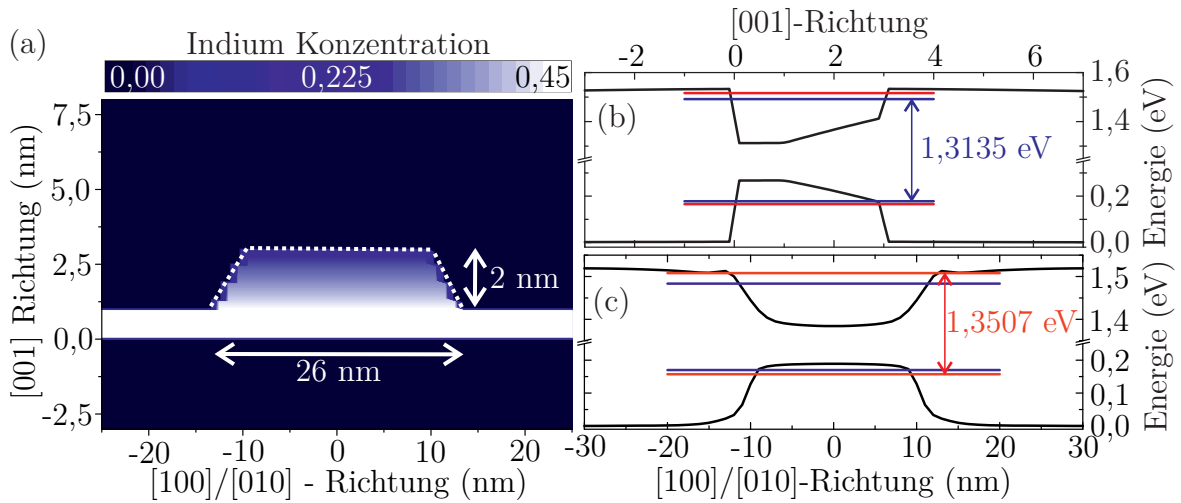 (a)
Indium Konzentration
0,00 0,225 0,45
[001] Richtung (nm)
7,5
5,0
2,5
0,0
-2,5
2 nm
26 nm
-20 -10 0 10 20
[100]/[010] - Richtung (nm)
[001]-Richtung
-2 0 2 4 6
(b)
1,3135 eV
1,6
1,4
0,2
0,0
Energie (eV)
(c)
1,3507 eV
1,5
1,4
0,2
0,1
0,0
Energie (eV)
-30 -20 -10 0 10 20 30
[100]/[010]-Richtung (nm)